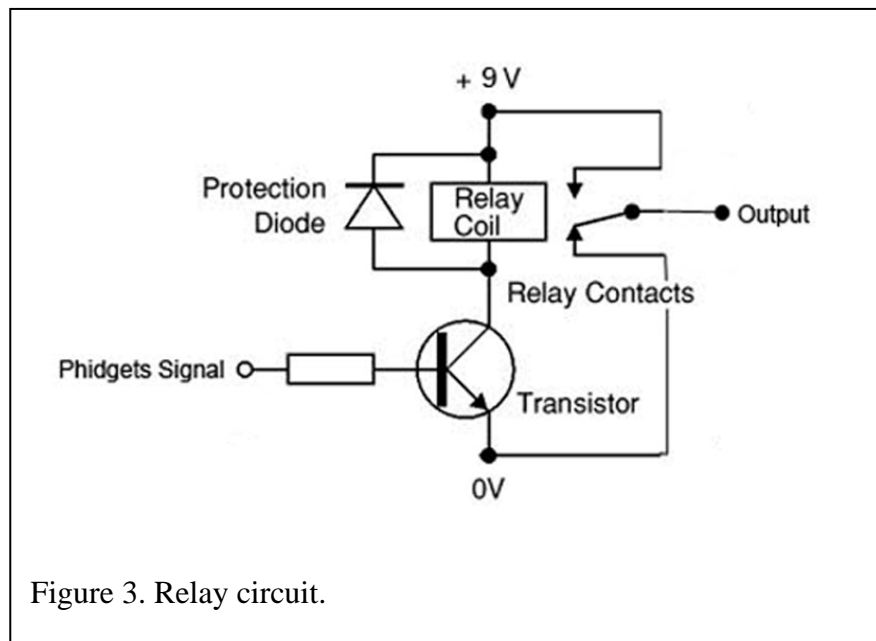 + 9 V
Protection
Diode
Relay
Coil
Output
Relay Contacts
Phidgets Signal
Transistor
0V
Figure 3. Relay circuit.